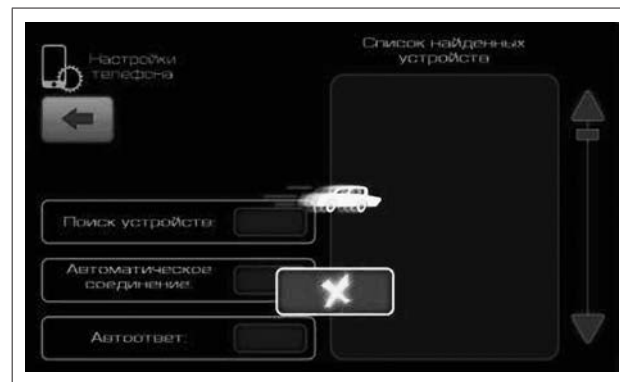 Настройки
телефона
Список найденных
устройств
Поиск устройств:
Автоматическое
соединение:
Автоответ: